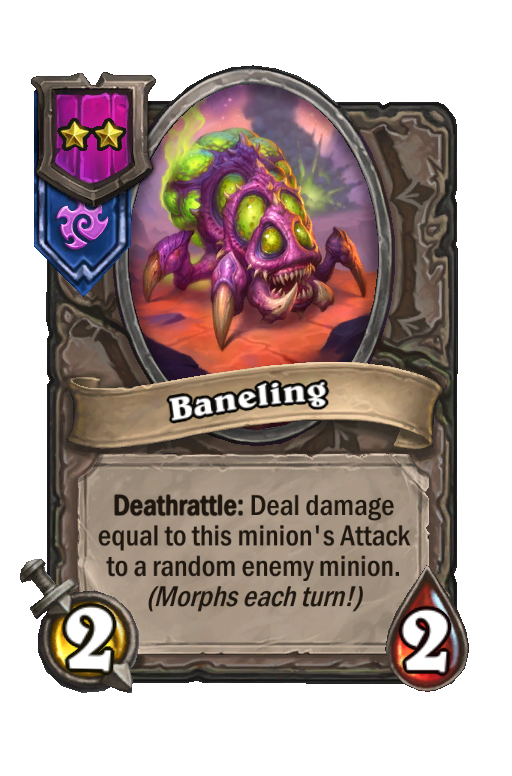 Baneling
Deathrattle: Deal damage
equal to this minion's Attack
to a random enemy minion.
(Morphs each turn!)
2
2